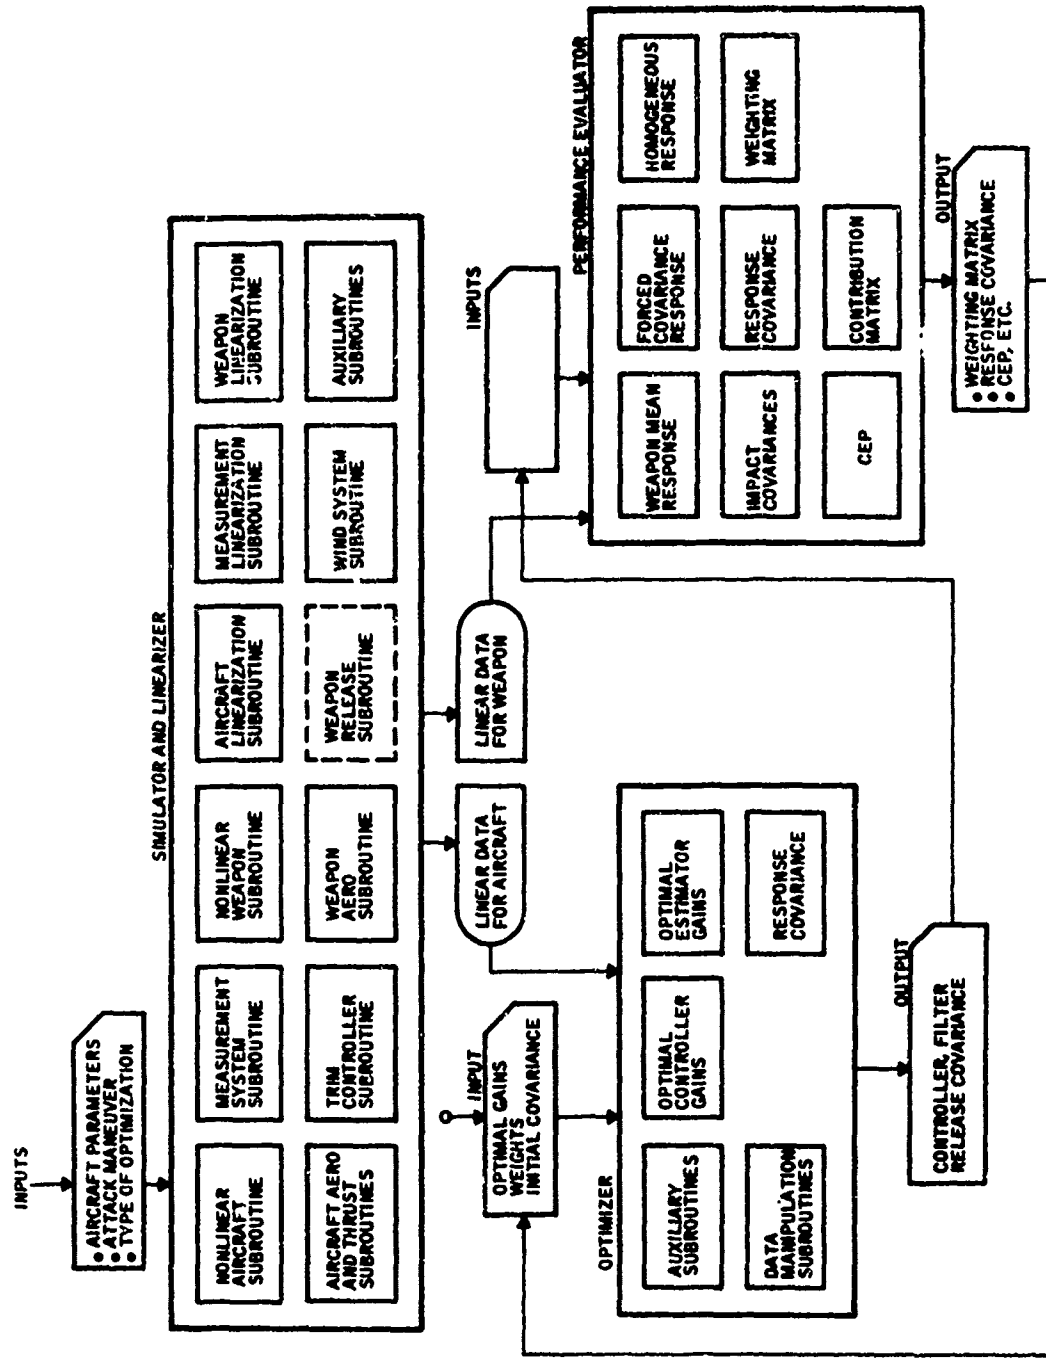 INPUTS
• AIRCRAFT PARAMETERS
• ATTACK MANEUVER
• TYPE OF OPTIMIZATION
SIMULATOR AND LINEARIZER
NONLINEAR
AIRCRAFT
SUBROUTINE
MEASUREMENT
SYSTEM
SUBROUTINE
NONLINEAR
WEAPON
SUBROUTINE
AIRCRAFT
LINEARIZATION
SUBROUTINE
MEASUREMENT
LINEARIZATION
SUBROUTINE
WEAPON
LINEARIZATION
SUBROUTINE
AIRCRAFT AERO
AND THRUST
SUBROUTINES
TRIM
CONTROLLER
SUBROUTINE
WEAPON
AERO
SUBROUTINE
WEAPON
RELEASE
SUBROUTINE
WIND SYSTEM
SUBROUTINE
AUXILIARY
SUBROUTINES
INPUT
OPTIMAL GAINS
WEIGHTS
INITIAL COVARIANCE
LINEAR DATA
FOR AIRCRAFT
LINEAR DATA
FOR WEAPON
INPUTS
OPTIMIZER
AUXILIARY
SUBROUTINES
OPTIMAL
CONTROLLER
GAINS
OPTIMAL
ESTIMATOR
GAINS
DATA
MANIPULATION
SUBROUTINES
RESPONSE
COVARIANCE
OUTPUT
CONTROLLER, FILTER
RELEASE COVARIANCE
PERFORMANCE EVALUATOR
WEAPON MEAN
RESPONSE
FORCED
COVARIANCE
RESPONSE
HOMOGENEOUS
RESPONSE
IMPACT
COVARIANCES
RESPONSE
COVARIANCE
WEIGHTING
MATRIX
CEP
CONTRIBUTION
MATRIX
OUTPUT
• WEIGHTING MATRIX
• RESPONSE COVARIANCE
• CEP, ETC.